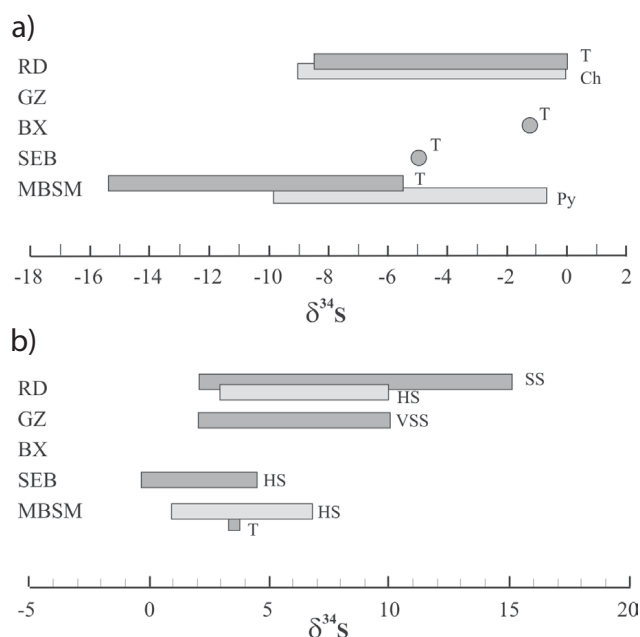 a)
RD T
Ch
GZ
BX T
SEB T
MBSM T
Py
-18 -16 -14 -12 -10 -8 -6 -4 -2 0 2
δ³⁴S
b)
RD SS
HS
GZ VSS
BX
SEB HS
MBSM HS
T
-5 0 5 10 15 20
δ³⁴S